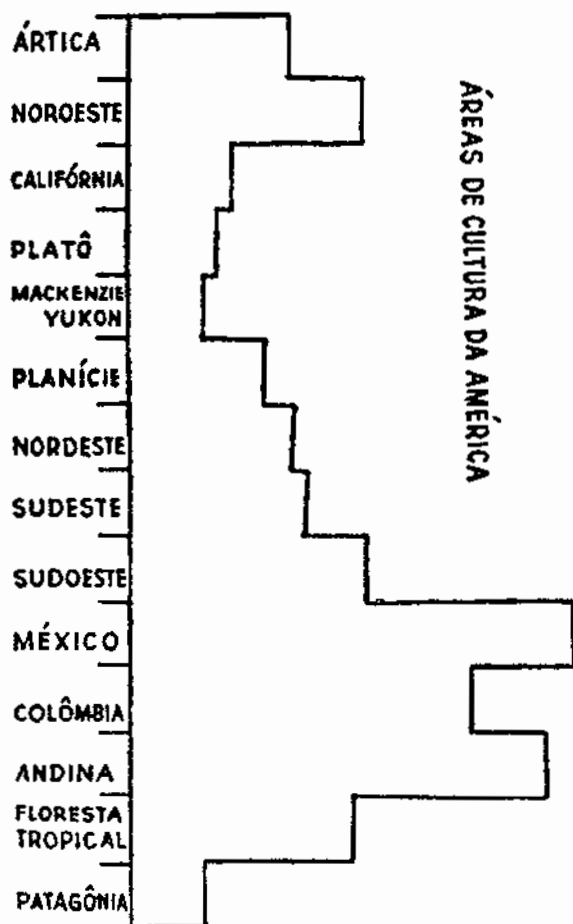 ÁRTICA
NOROESTE
CALIFÓRNIA
PLATÔ
MACKENZIE
YUKON
PLANÍCIE
NORDESTE
SUDESTE
SUDOESTE
MÉXICO
COLÔMBIA
ANDINA
FLORESTA
TROPICAL
PATAGÔNIA
ÁREAS DE CULTURA DA AMÉRICA